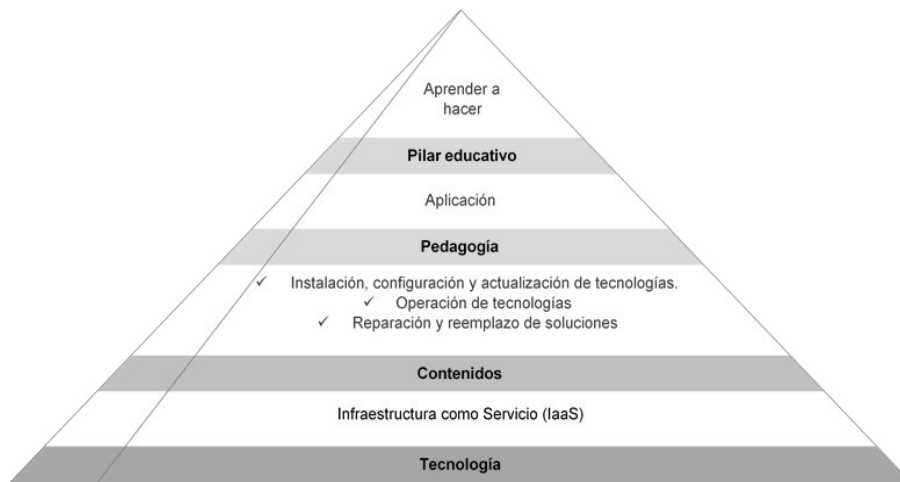 Aprender a
hacer
Pilar educativo
Aplicación
Pedagogía
✓ Instalación, configuración y actualización de tecnologías.
✓ Operación de tecnologías
✓ Reparación y reemplazo de soluciones
Contenidos
Infraestructura como Servicio (IaaS)
Tecnología